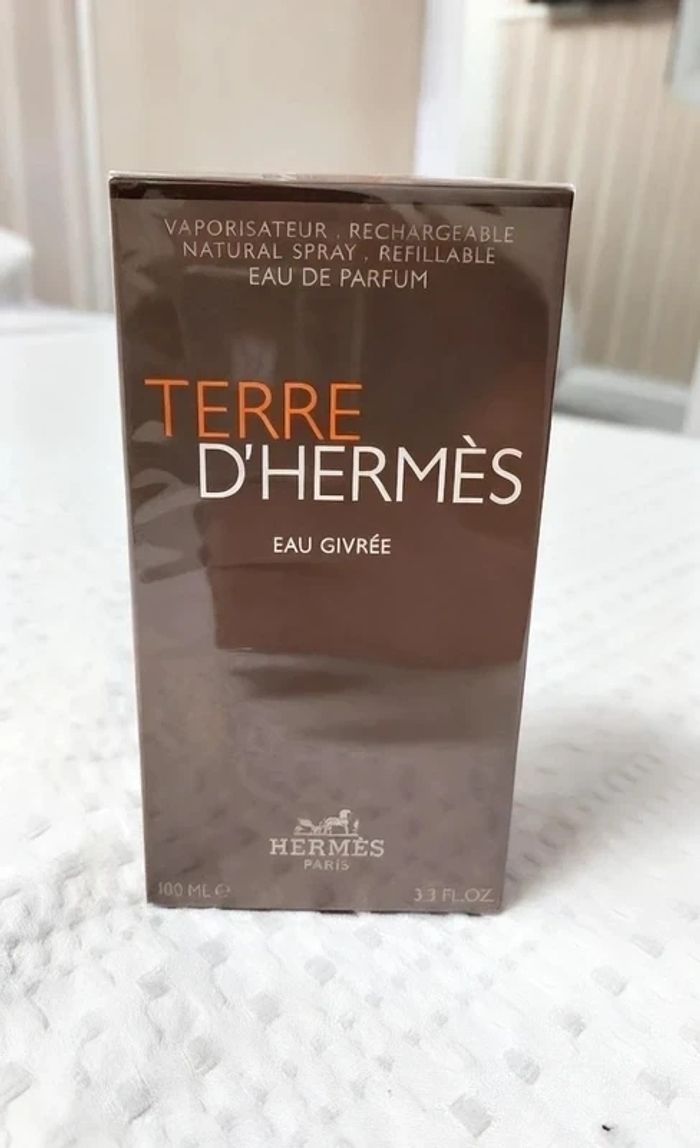 VAPORISATEUR . RECHARGEABLE
NATURAL SPRAY . REFILLABLE
EAU DE PARFUM
TERRE
D'HERMÈS
EAU GIVRÉE
HERMÈS
PARIS
100 ML ℮ 3.3 FL.OZ